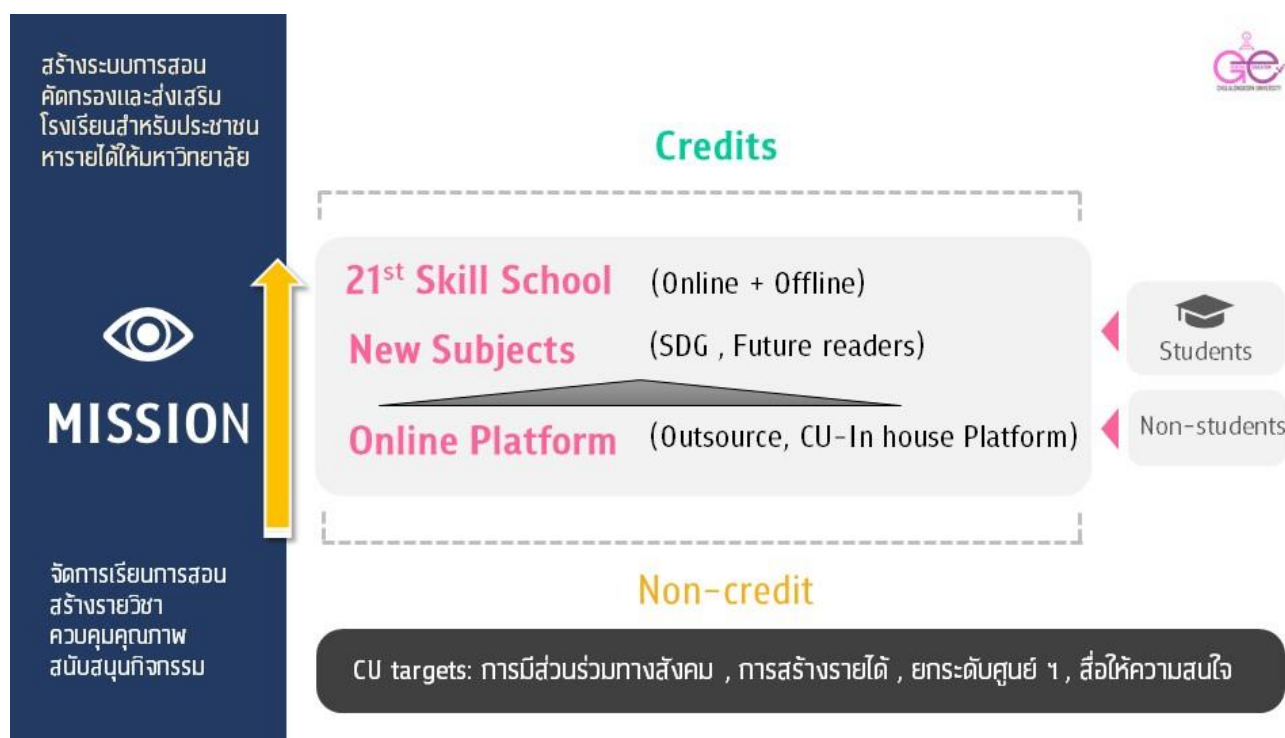 สร้างระบบการสอน
คัดกรองและส่งเสริม
โรงเรียนสำหรับประชาชน
หารายได้ให้มหาวิทยาลัย
MISSION
จัดการเรียนการสอน
สร้างรายวิชา
ควบคุมคุณภาพ
สนับสนุนกิจกรรม
GE
CHULALONGKORN UNIVERSITY
Credits
21st Skill School (Online + Offline)
New Subjects (SDG , Future readers)
Online Platform (Outsource, CU-In house Platform)
Students
Non-students
Non-credit
CU targets: การมีส่วนร่วมทางสังคม , การสร้างรายได้ , ยกระดับศูนย์ ฯ , สื่อให้ความสนใจ